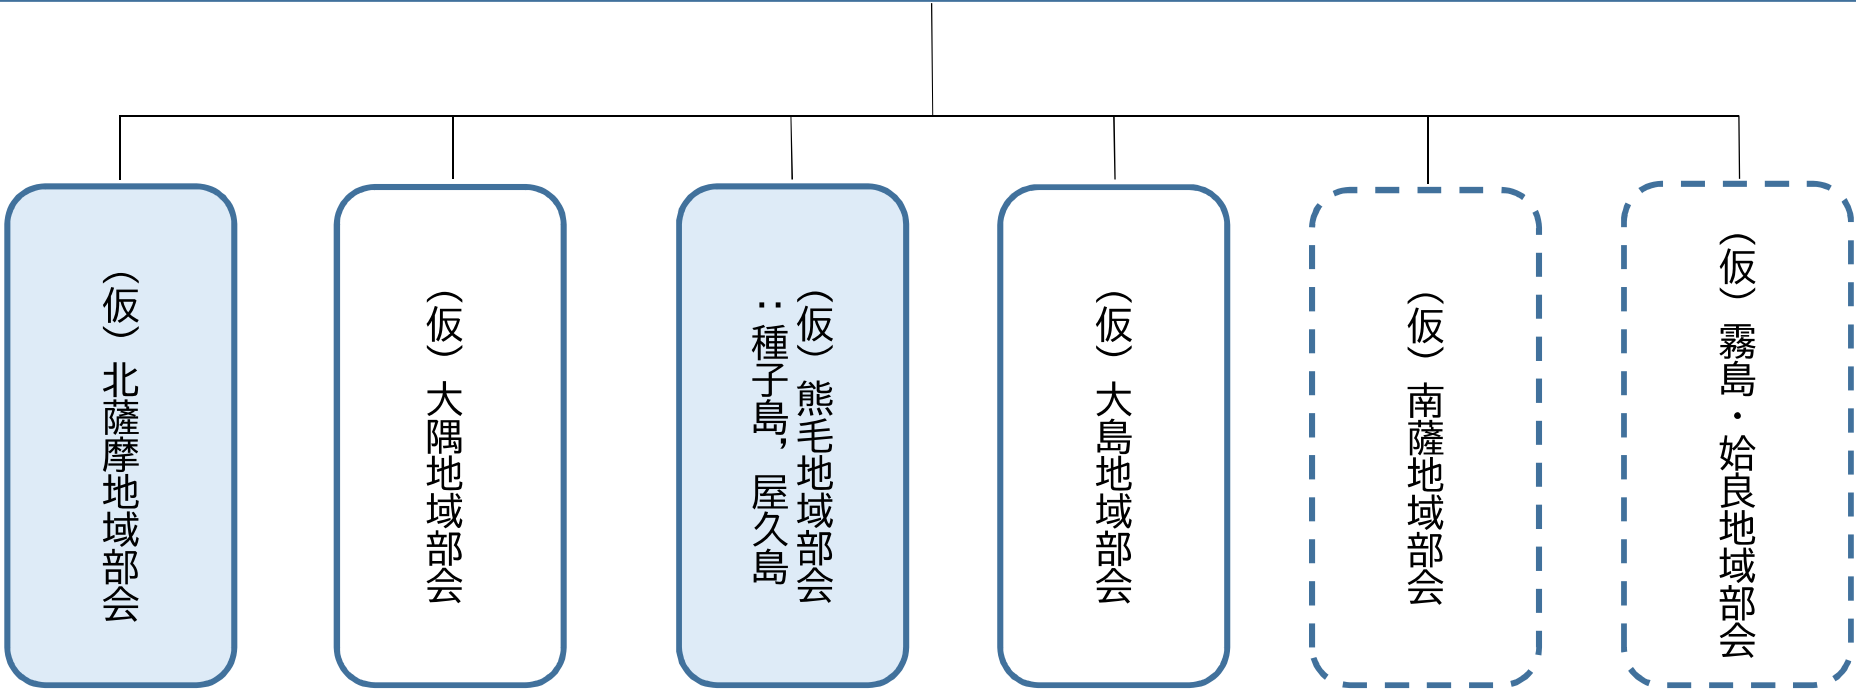 （仮）北薩摩地域部会
（仮）大隅地域部会
（仮）熊毛地域部会
：種子島，屋久島
（仮）大島地域部会
（仮）南薩地域部会
（仮）霧島・姶良地域部会